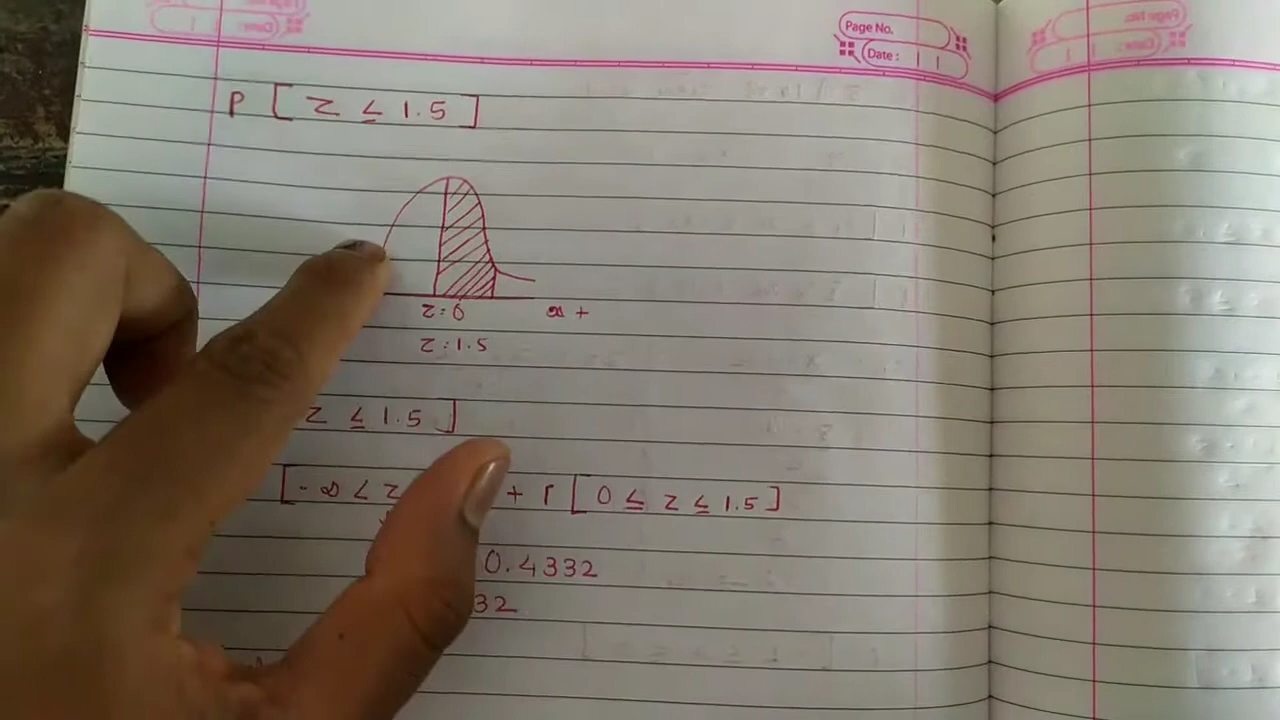 Page No.
Date :
P [ Z ≤ 1.5 ]
Z = 0 ∞ +
Z = 1.5
Z ≤ 1.5 ]
[ - ∞ < Z + P [ 0 ≤ Z ≤ 1.5 ]
0.4332
32